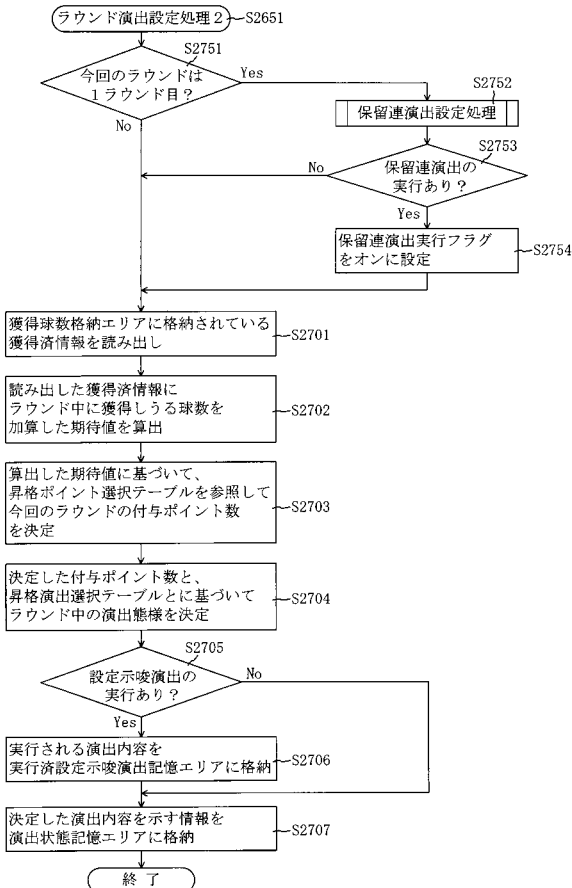 ラウンド演出設定処理２
S2651
S2751
今回のラウンドは
１ラウンド目？
Yes
No
S2752
保留連演出設定処理
S2753
保留連演出の
実行あり？
No
Yes
保留連演出実行フラグ
をオンに設定
S2754
獲得球数格納エリアに格納されている
獲得済情報を読み出し
S2701
読み出した獲得済情報に
ラウンド中に獲得しうる球数を
加算した期待値を算出
S2702
算出した期待値に基づいて、
昇格ポイント選択テーブルを参照して
今回のラウンドの付与ポイント数
を決定
S2703
決定した付与ポイント数と、
昇格演出選択テーブルとに基づいて
ラウンド中の演出態様を決定
S2704
S2705
設定示唆演出の
実行あり？
No
Yes
実行される演出内容を
実行済設定示唆演出記憶エリアに格納
S2706
決定した演出内容を示す情報を
演出状態記憶エリアに格納
S2707
終了